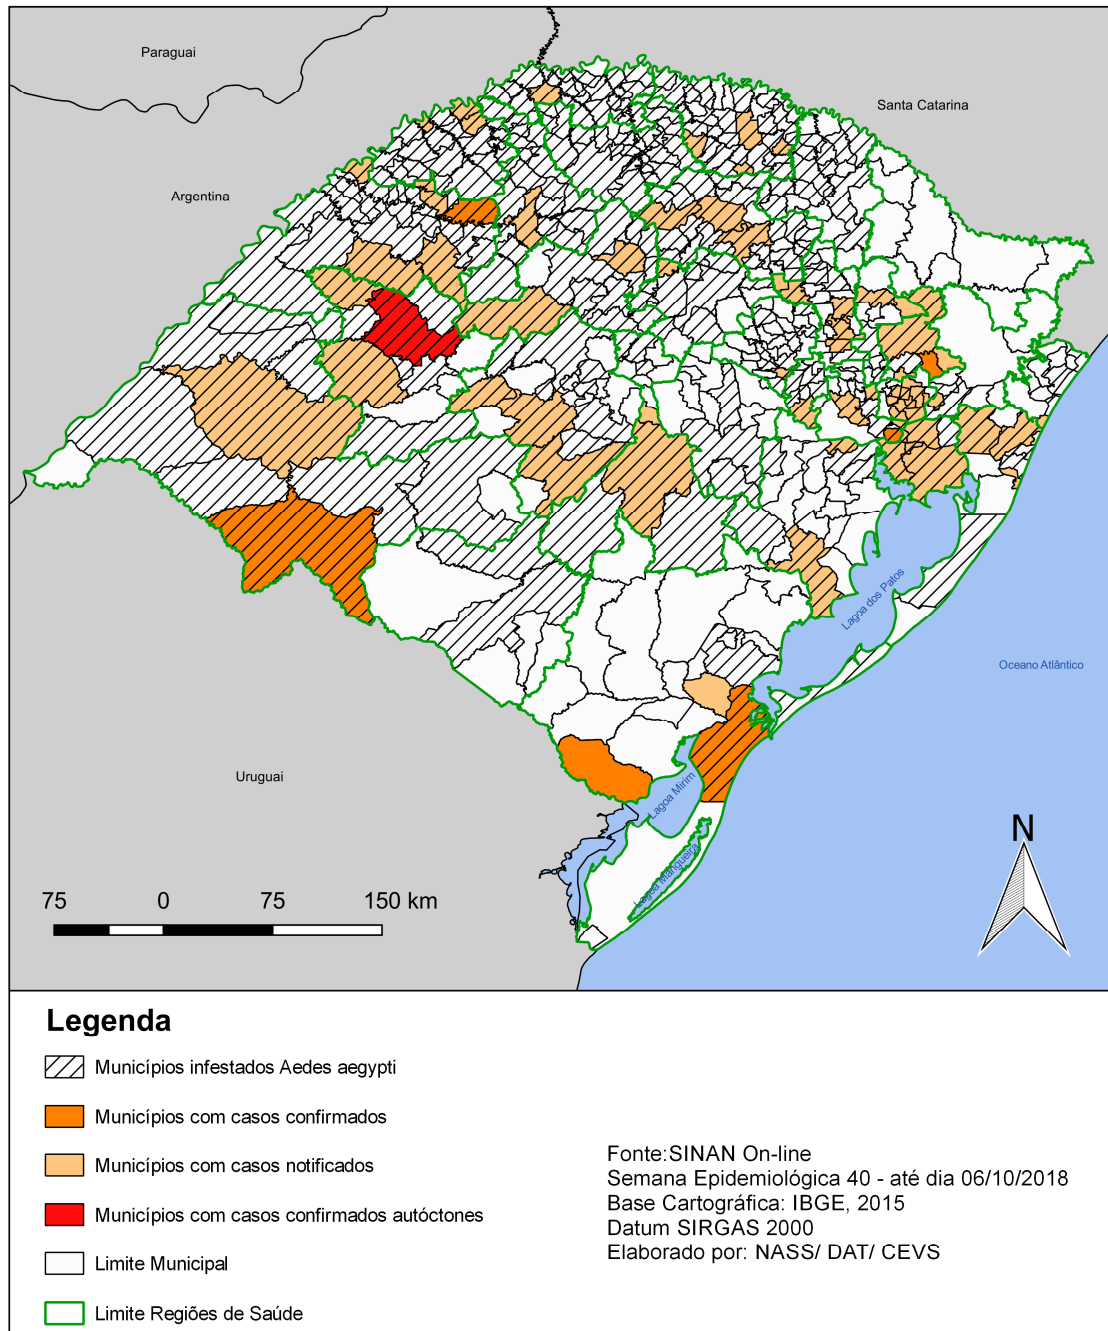 Paraguai
Santa Catarina
Argentina
Lagoa dos Patos
Oceano Atlântico
Uruguai
Lagoa Mirim
Lagoa Mangueira
N
75 0 75 150 km
Legenda
Municípios infestados Aedes aegypti
Municípios com casos confirmados
Municípios com casos notificados
Municípios com casos confirmados autóctones
Limite Municipal
Limite Regiões de Saúde
Fonte:SINAN On-line
Semana Epidemiológica 40 - até dia 06/10/2018
Base Cartográfica: IBGE, 2015
Datum SIRGAS 2000
Elaborado por: NASS/ DAT/ CEVS